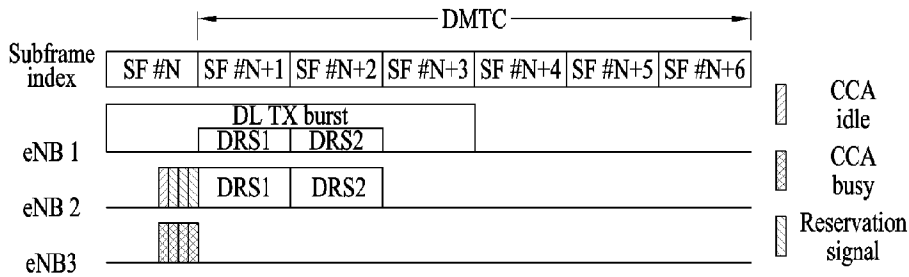 DMTC
Subframe index
SF #N SF #N+1 SF #N+2 SF #N+3 SF #N+4 SF #N+5 SF #N+6
DL TX burst
eNB 1 DRS1 DRS2
eNB 2 DRS1 DRS2
eNB3
CCA
idle
CCA
busy
Reservation
signal